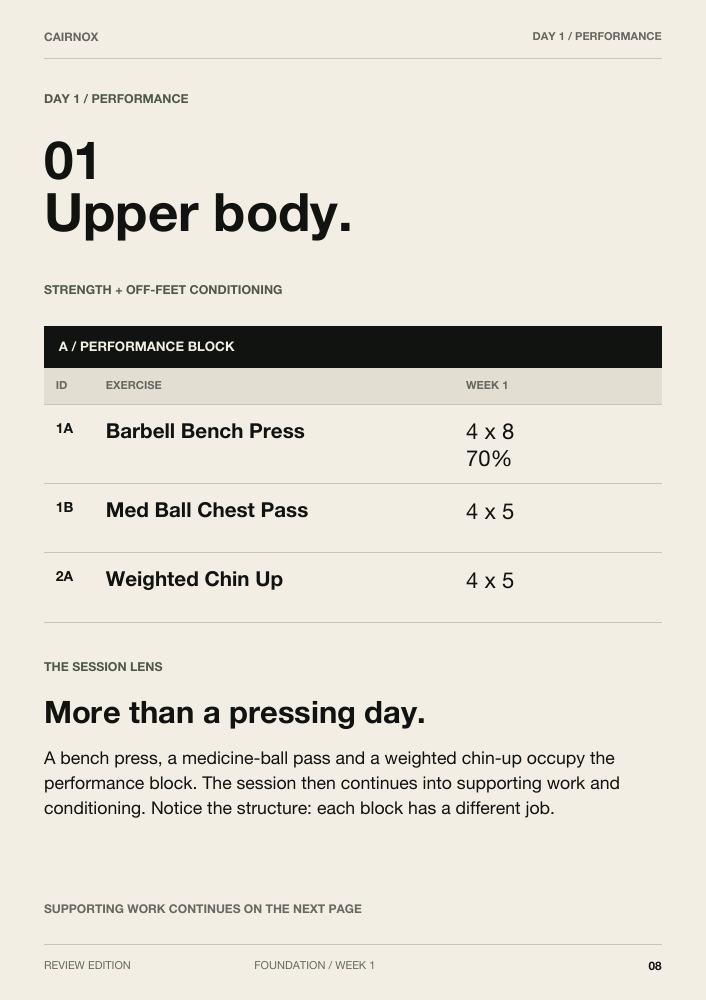 CAIRNOX
DAY 1 / PERFORMANCE
DAY 1 / PERFORMANCE
01
Upper body.
STRENGTH + OFF-FEET CONDITIONING
A / PERFORMANCE BLOCK
ID EXERCISE WEEK 1
1A Barbell Bench Press 4 x 8
70%
1B Med Ball Chest Pass 4 x 5
2A Weighted Chin Up 4 x 5
THE SESSION LENS
More than a pressing day.
A bench press, a medicine-ball pass and a weighted chin-up occupy the
performance block. The session then continues into supporting work and
conditioning. Notice the structure: each block has a different job.
SUPPORTING WORK CONTINUES ON THE NEXT PAGE
REVIEW EDITION FOUNDATION / WEEK 1 08